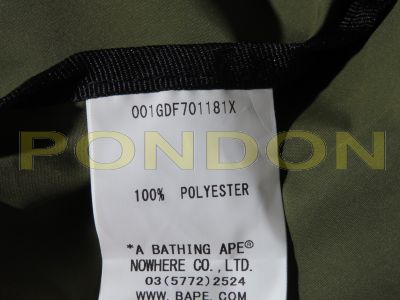 001GDF701181X
PONDON
100% POLYESTER
*A BATHING APE®
NOWHERE CO.,LTD.
03(5772)2524
WWW.BAPE.COM